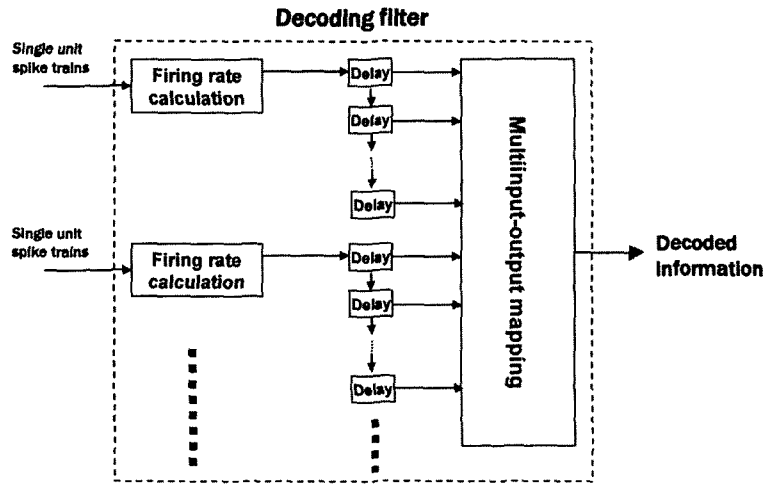 Decoding filter
Single unit
spike trains
Firing rate
calculation
Delay
Delay
Delay
Multiinput-output mapping
Single unit
spike trains
Firing rate
calculation
Delay
Delay
Delay
Decoded
information